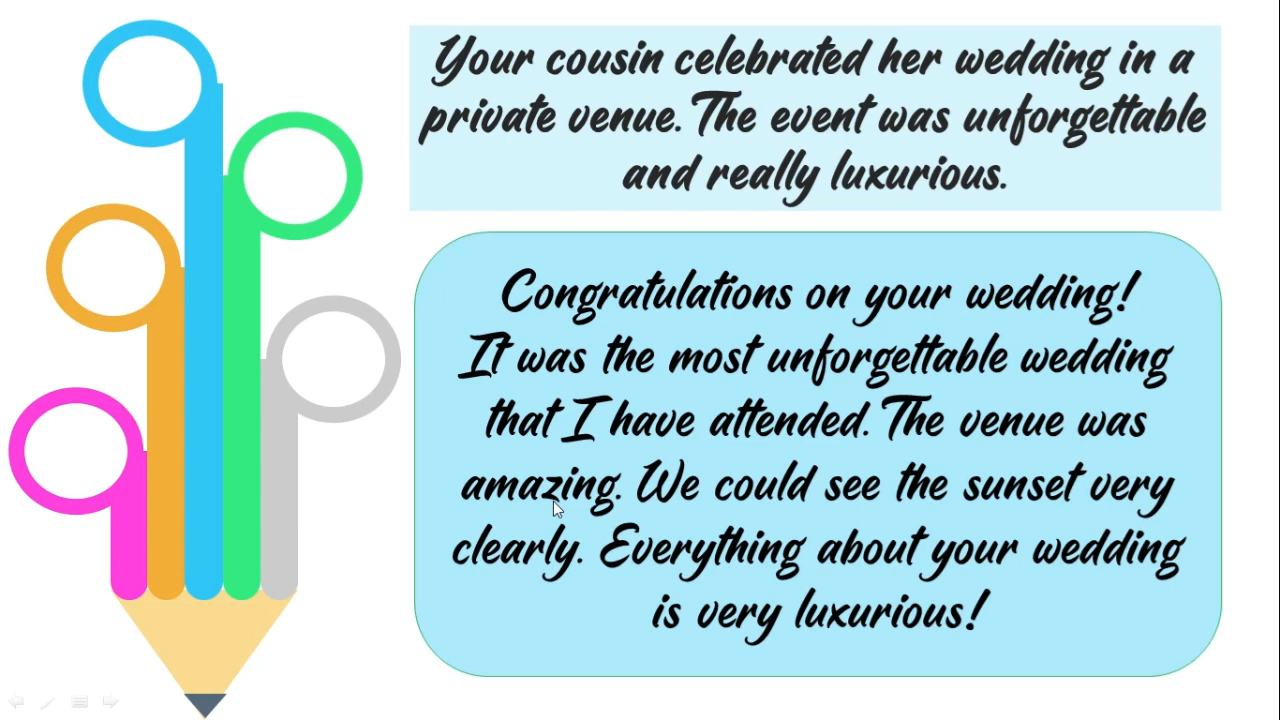 Your cousin celebrated her wedding in a
private venue. The event was unforgettable
and really luxurious.
Congratulations on your wedding!
It was the most unforgettable wedding
that I have attended. The venue was
amazing. We could see the sunset very
clearly. Everything about your wedding
is very luxurious!